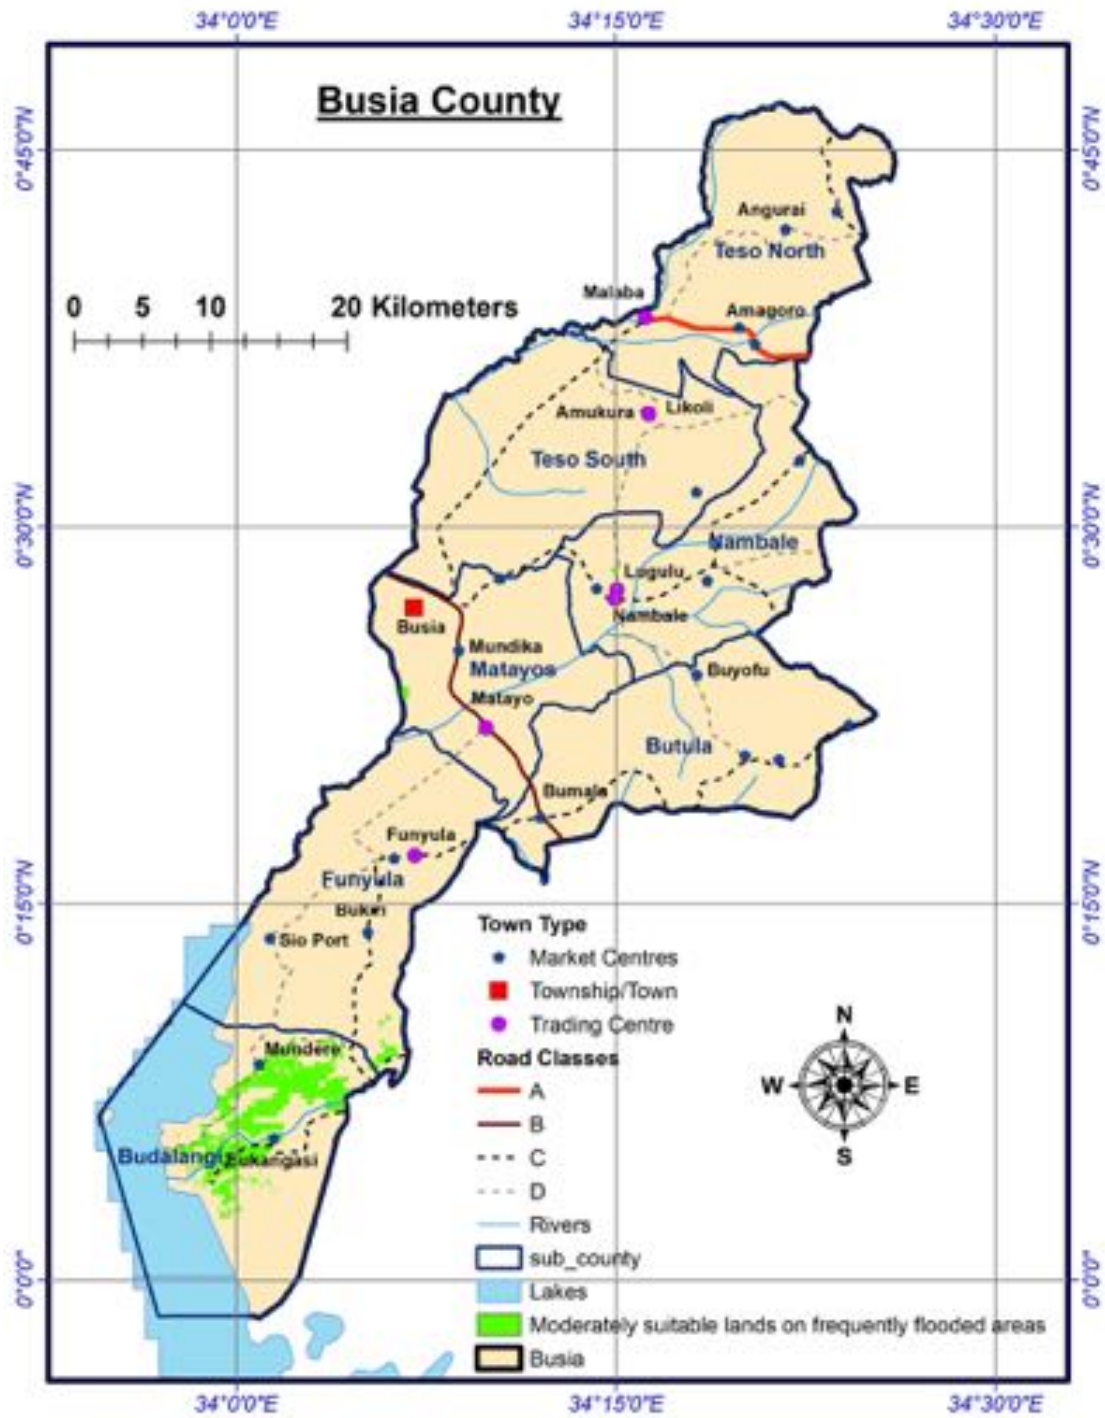 34°0'0"E 34°15'0"E 34°30'0"E
Busia County
0°45'0"N 0°45'0"N
Angurai
Teso North
Malaba
0 5 10 20 Kilometers
Amagoro
Amukura Likoli
Teso South
0°30'0"N 0°30'0"N
Nambale
Lugulu
Nambale
Busia
Mundika
Matayos
Buyofu
Matayo
Butula
Bumala
Funyula
Funyula
Bukiri
0°15'0"N 0°15'0"N
Sio Port
Town Type
Market Centres
Township/Town
Trading Centre
N
W E
S
Road Classes
A
B
C
D
Mundere
Budalangi
Bukangasi
Rivers
sub_county
0°0'0" 0°0'0"
Lakes
Moderately suitable lands on frequently flooded areas
Busia
34°0'0"E 34°15'0"E 34°30'0"E